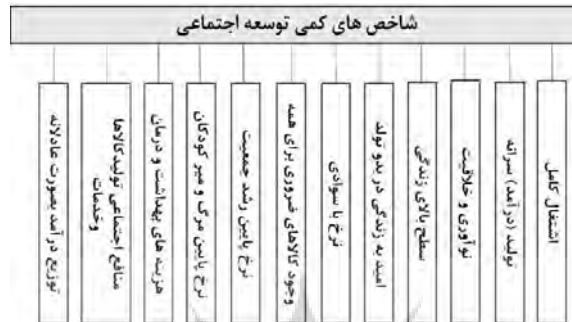 شاخص های کمی توسعه اجتماعی
اشتغال کامل
تولید (درآمد) سرانه
نوآوری و خلاقیت
سطح بالای زندگی
امید به زندگی در بدو تولد
نرخ با سوادی
وجود کالاهای ضروری برای همه
نرخ پایین رشد جمعیت
نرخ پایین مرگ و میر کودکان
هزینه های بهداشت و درمان
منافع اجتماعی تولیدکالاها
وخدمات
توزیع درآمد بصورت عادلانه